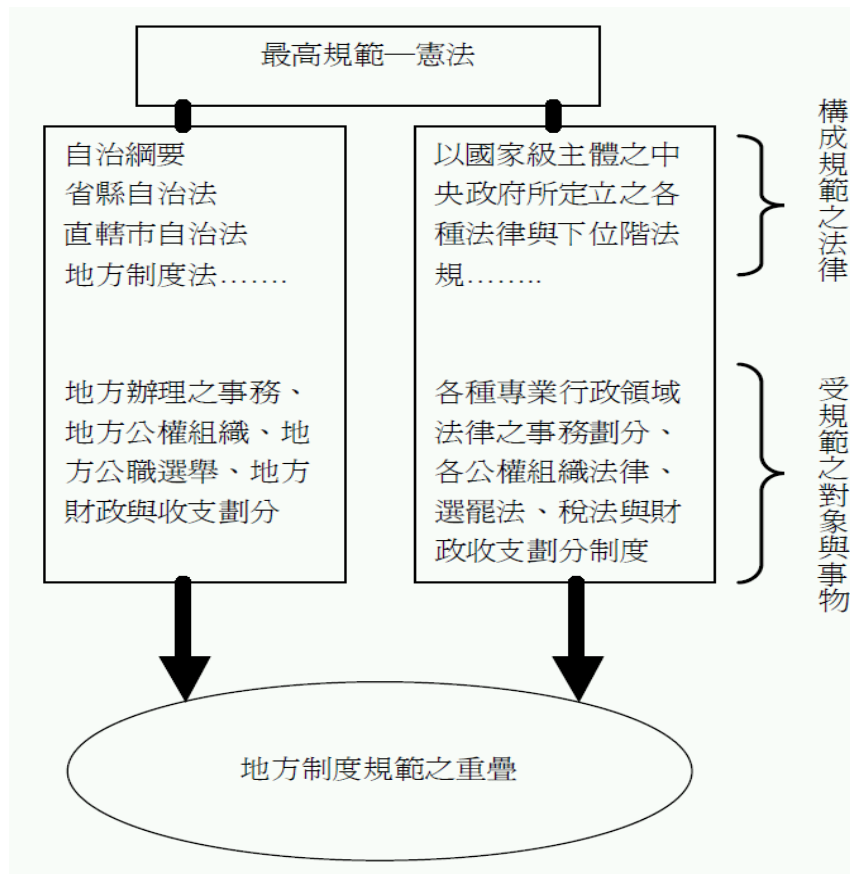 最高規範─憲法
自治綱要
省縣自治法
直轄市自治法
地方制度法.......
地方辦理之事務、
地方公權組織、地
方公職選舉、地方
財政與收支劃分
以國家級主體之中
央政府所定立之各
種法律與下位階法
規........
各種專業行政領域
法律之事務劃分、
各公權組織法律、
選罷法、稅法與財
政收支劃分制度
構成規範之法律
受規範之對象與事物
地方制度規範之重疊